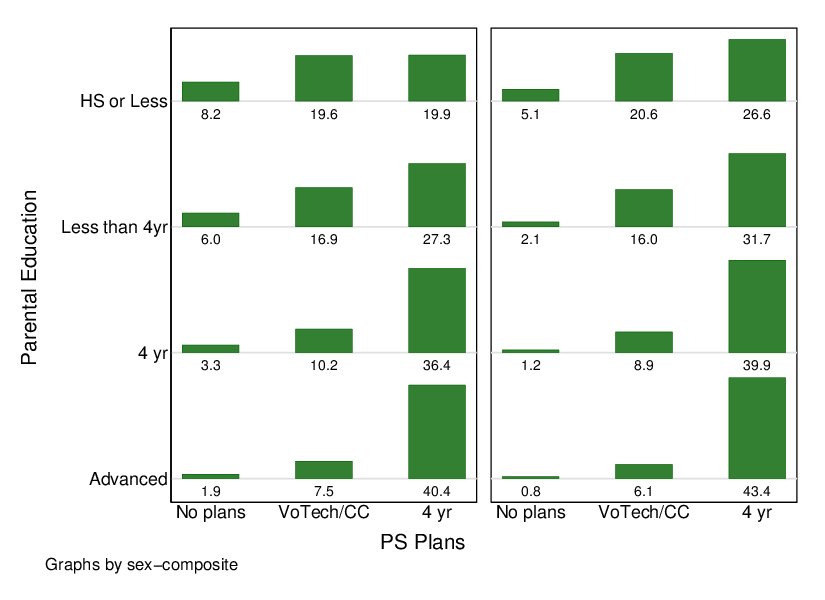 HS or Less
8.2 19.6 19.9 5.1 20.6 26.6
Less than 4yr
6.0 16.9 27.3 2.1 16.0 31.7
4 yr
3.3 10.2 36.4 1.2 8.9 39.9
Advanced
1.9 7.5 40.4 0.8 6.1 43.4
No plans VoTech/CC 4 yr No plans VoTech/CC 4 yr
Parental Education
PS Plans
Graphs by sex−composite